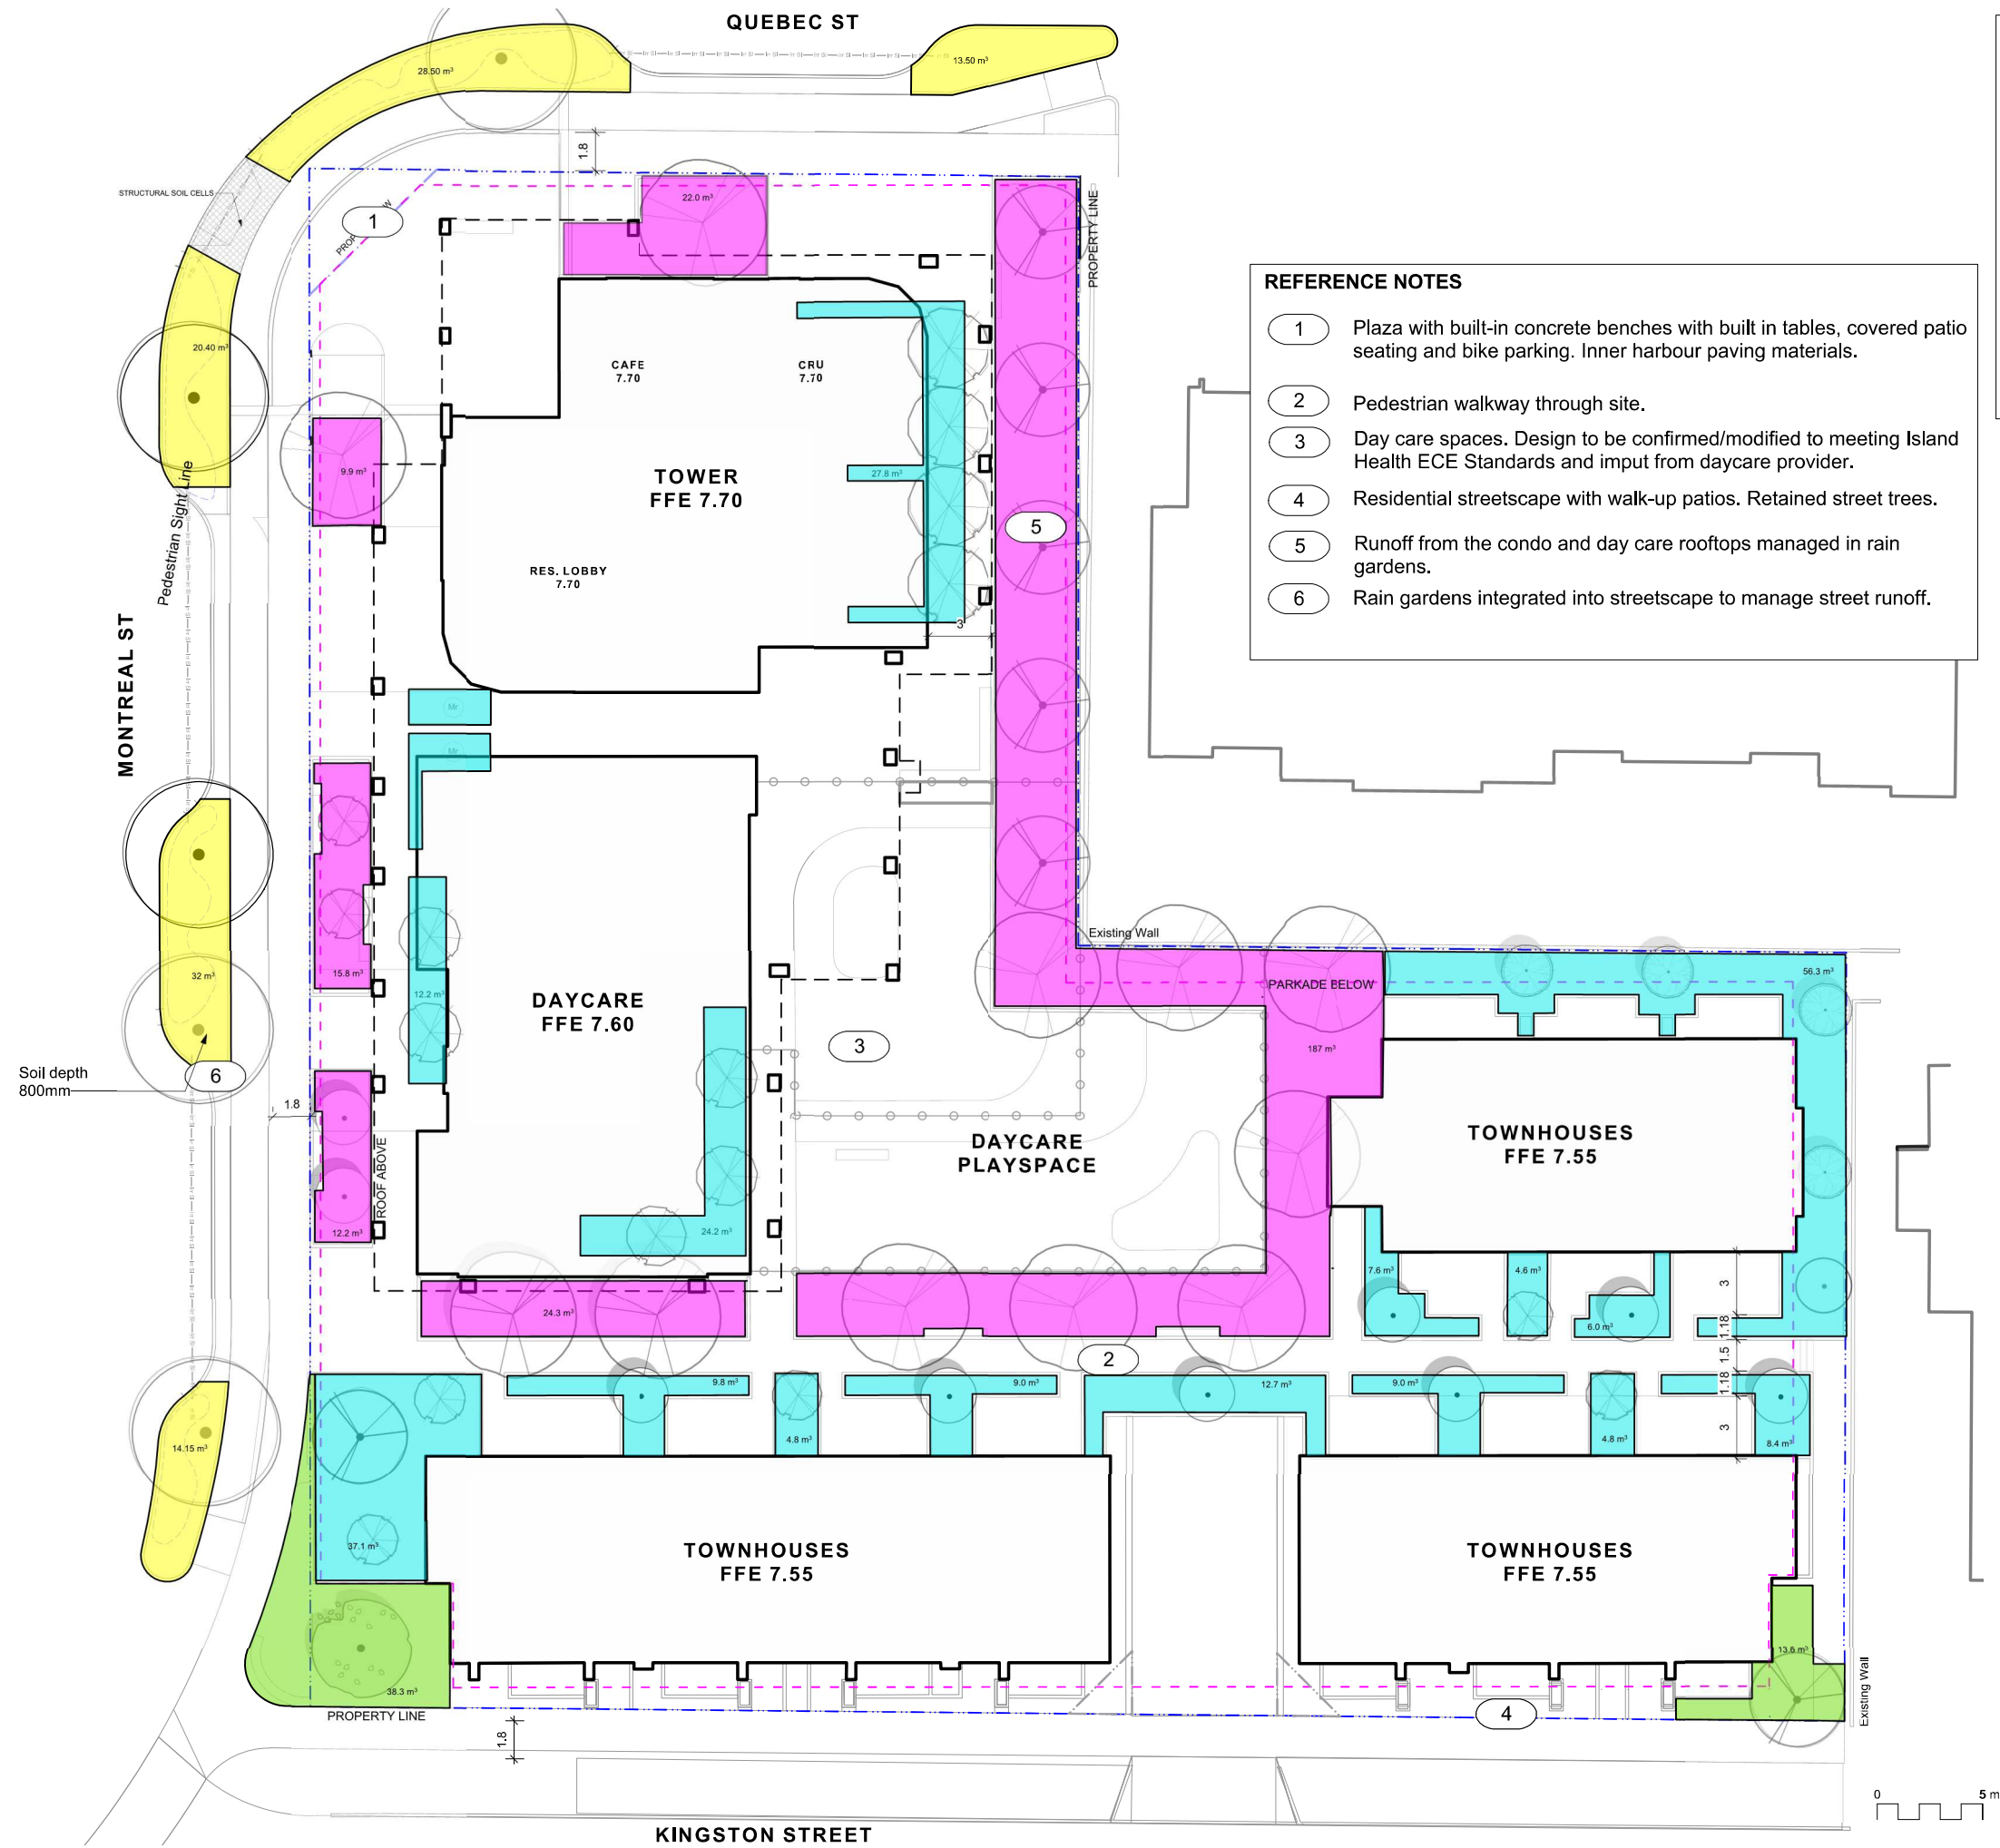 QUEBEC ST
28.50 m³
13.50 m³
1.8
STRUCTURAL SOIL CELLS
22.0 m³
1
PROPERTY LINE
REFERENCE NOTES
1 Plaza with built-in concrete benches with built in tables, covered patio
seating and bike parking. Inner harbour paving materials.
2 Pedestrian walkway through site.
3 Day care spaces. Design to be confirmed/modified to meeting Island
Health ECE Standards and imput from daycare provider.
4 Residential streetscape with walk-up patios. Retained street trees.
5 Runoff from the condo and day care rooftops managed in rain
gardens.
6 Rain gardens integrated into streetscape to manage street runoff.
20.40 m³
CAFE
7.70
CRU
7.70
9.9 m³
TOWER
FFE 7.70
27.8 m³
Pedestrian Sight Line
5
RES. LOBBY
7.70
3
MONTREAL ST
Mr
Mr
Existing Wall
15.8 m³
32 m³
12.2 m³
DAYCARE
FFE 7.60
PARKADE BELOW
56.3 m³
3
187 m³
Soil depth
800mm
6
1.8
ROOF ABOVE
DAYCARE
PLAYSPACE
TOWNHOUSES
FFE 7.55
12.2 m³
24.2 m³
7.6 m³
4.6 m³
3
24.3 m³
6.0 m³
1.18
2
1.5
9.8 m³
9.0 m³
12.7 m³
9.0 m³
1.18
14.15 m³
4.8 m³
4.8 m³
8.4 m³
3
37.1 m³
TOWNHOUSES
FFE 7.55
TOWNHOUSES
FFE 7.55
13.6 m³
38.3 m³
PROPERTY LINE
4
Existing Wall
1.8
0 5 m
KINGSTON STREET